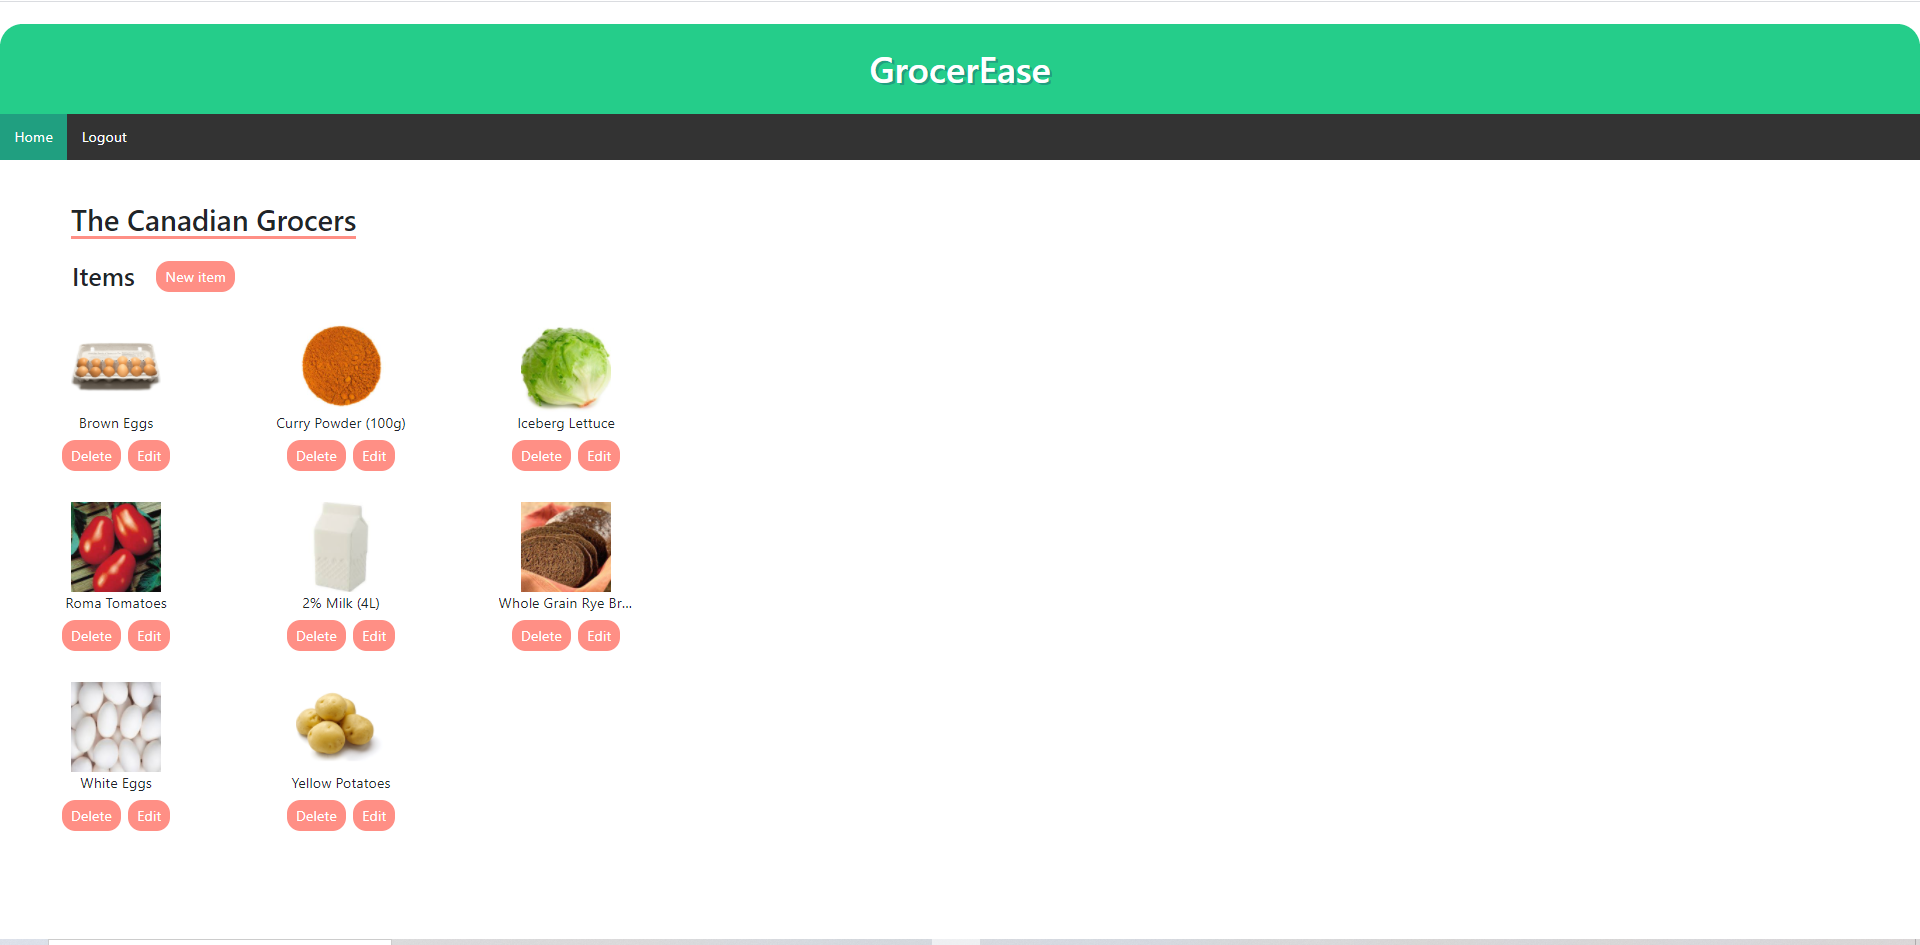 GrocerEase
Home Logout
The Canadian Grocers
Items New item
Brown Eggs Curry Powder (100g) Iceberg Lettuce
Delete Edit Delete Edit Delete Edit
Roma Tomatoes 2% Milk (4L) Whole Grain Rye Br...
Delete Edit Delete Edit Delete Edit
White Eggs Yellow Potatoes
Delete Edit Delete Edit